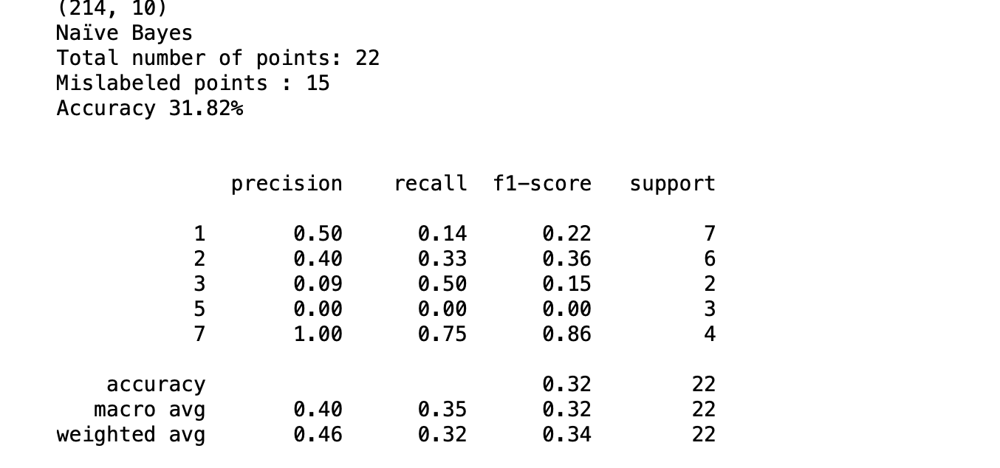 (214, 10)
Naïve Bayes
Total number of points: 22
Mislabeled points : 15
Accuracy 31.82%
precision recall f1-score support
1 0.50 0.14 0.22 7
2 0.40 0.33 0.36 6
3 0.09 0.50 0.15 2
5 0.00 0.00 0.00 3
7 1.00 0.75 0.86 4
accuracy 0.32 22
macro avg 0.40 0.35 0.32 22
weighted avg 0.46 0.32 0.34 22